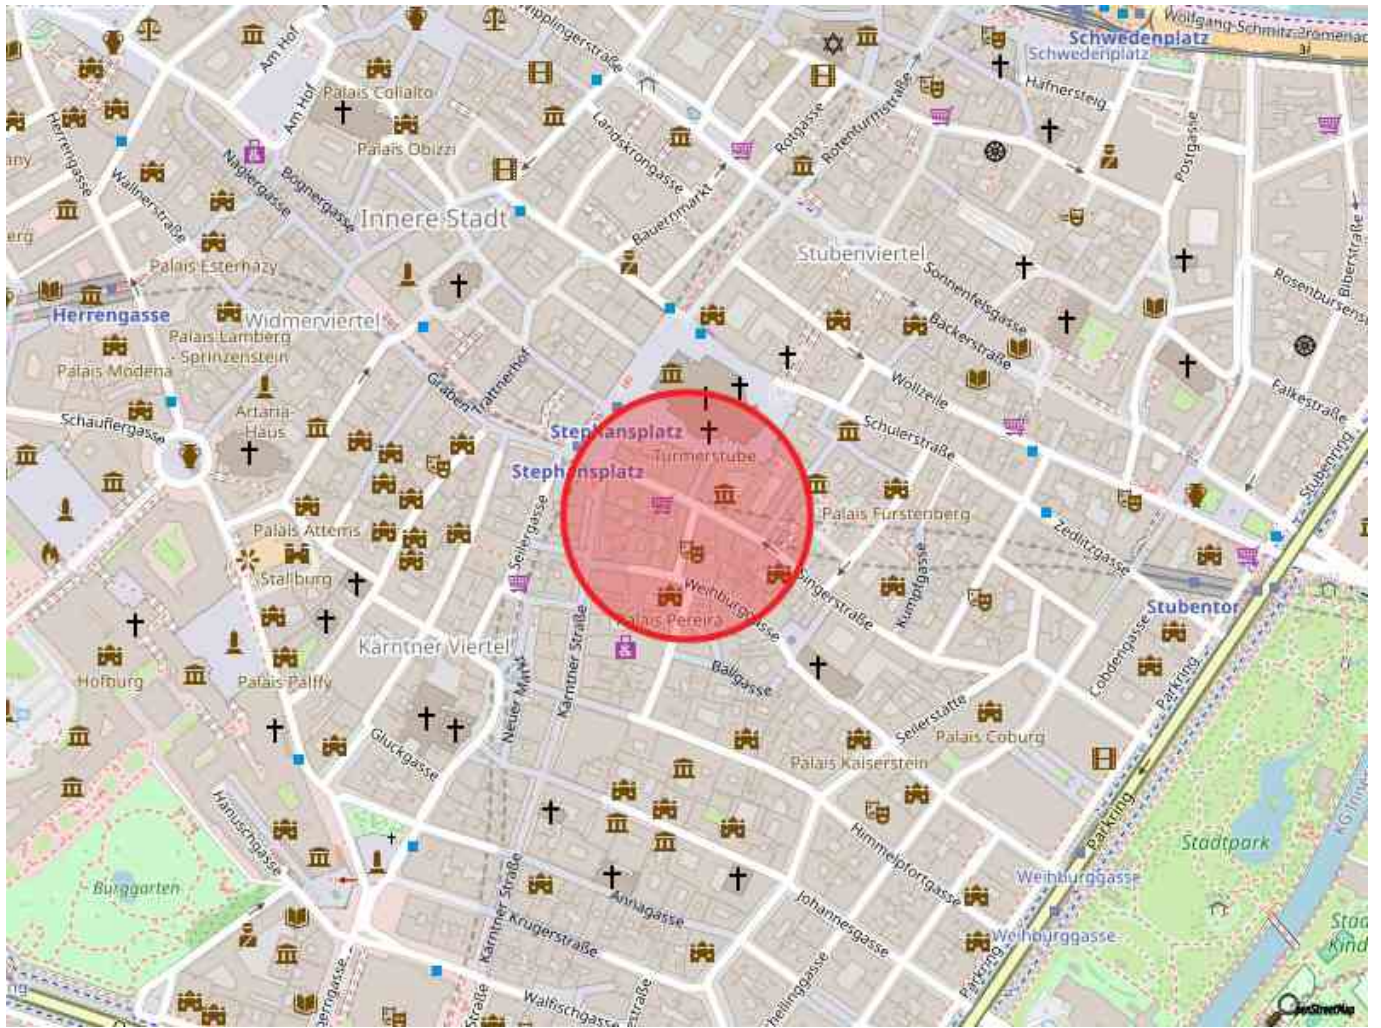 Wipplingerstraße
Schwedenplatz
Schwedenplatz
Wolfgang-Schmitz-Promenade
Am Hof
Am Hof
Palais Collalto
Palais Obizzi
Herrengasse
Naglergasse
Bognergasse
Wallnerstraße
Landskrongasse
Rotgasse
Rotenturmstraße
Bauernmarkt
Hafnersteig
Postgasse
Biberstraße
Innere Stadt
Stubenviertel
Sonnenfelsgasse
Bäckerstraße
Wollzeile
Schulerstraße
Falkestraße
Stubenring
Palais Esterházy
Herrengasse
Widmerviertel
Palais Lamberg
- Sprinzenstein
Palais Modena
Artaria-
Haus
Schauflergasse
Graben
Trattnerhof
Stephansplatz
Stephansplatz
Türmerstube
Palais Fürstenberg
Zedlitzgasse
Stubentor
Palais Attems
Stallburg
Seilergasse
Singerstraße
Kumpfgasse
Weihburggasse
Palais Pereira
Kärntner Viertel
Kärntner Straße
Ballgasse
Cobdengasse
Parkring
Hofburg
Palais Pálffy
Neuer Markt
Gluckgasse
Seilerstätte
Palais Coburg
Palais Kaiserstein
Hanuschgasse
Himmelpfortgasse
Parkring
Stadtpark
Burggarten
Weihburggasse
Weihburggasse
Annagasse
Johannesgasse
Kärntner Straße
Krugerstraße
Walfischgasse
Parkring
OpenStreetMap